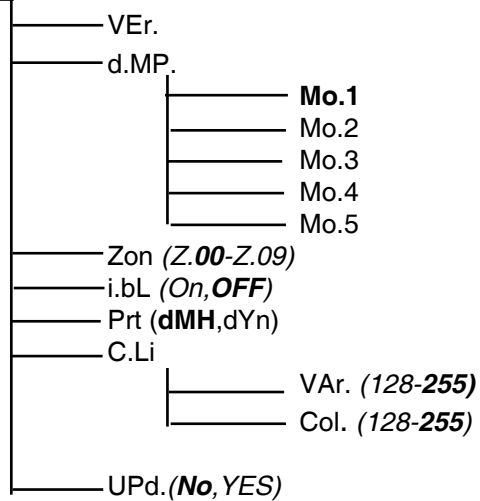 VEr.
d.MP.
Mo.1
Mo.2
Mo.3
Mo.4
Mo.5
Zon (Z.00-Z.09)
i.bL (On,OFF)
Prt (dMH,dYn)
C.Li
VAr. (128-255)
Col. (128-255)
UPd.(No,YES)